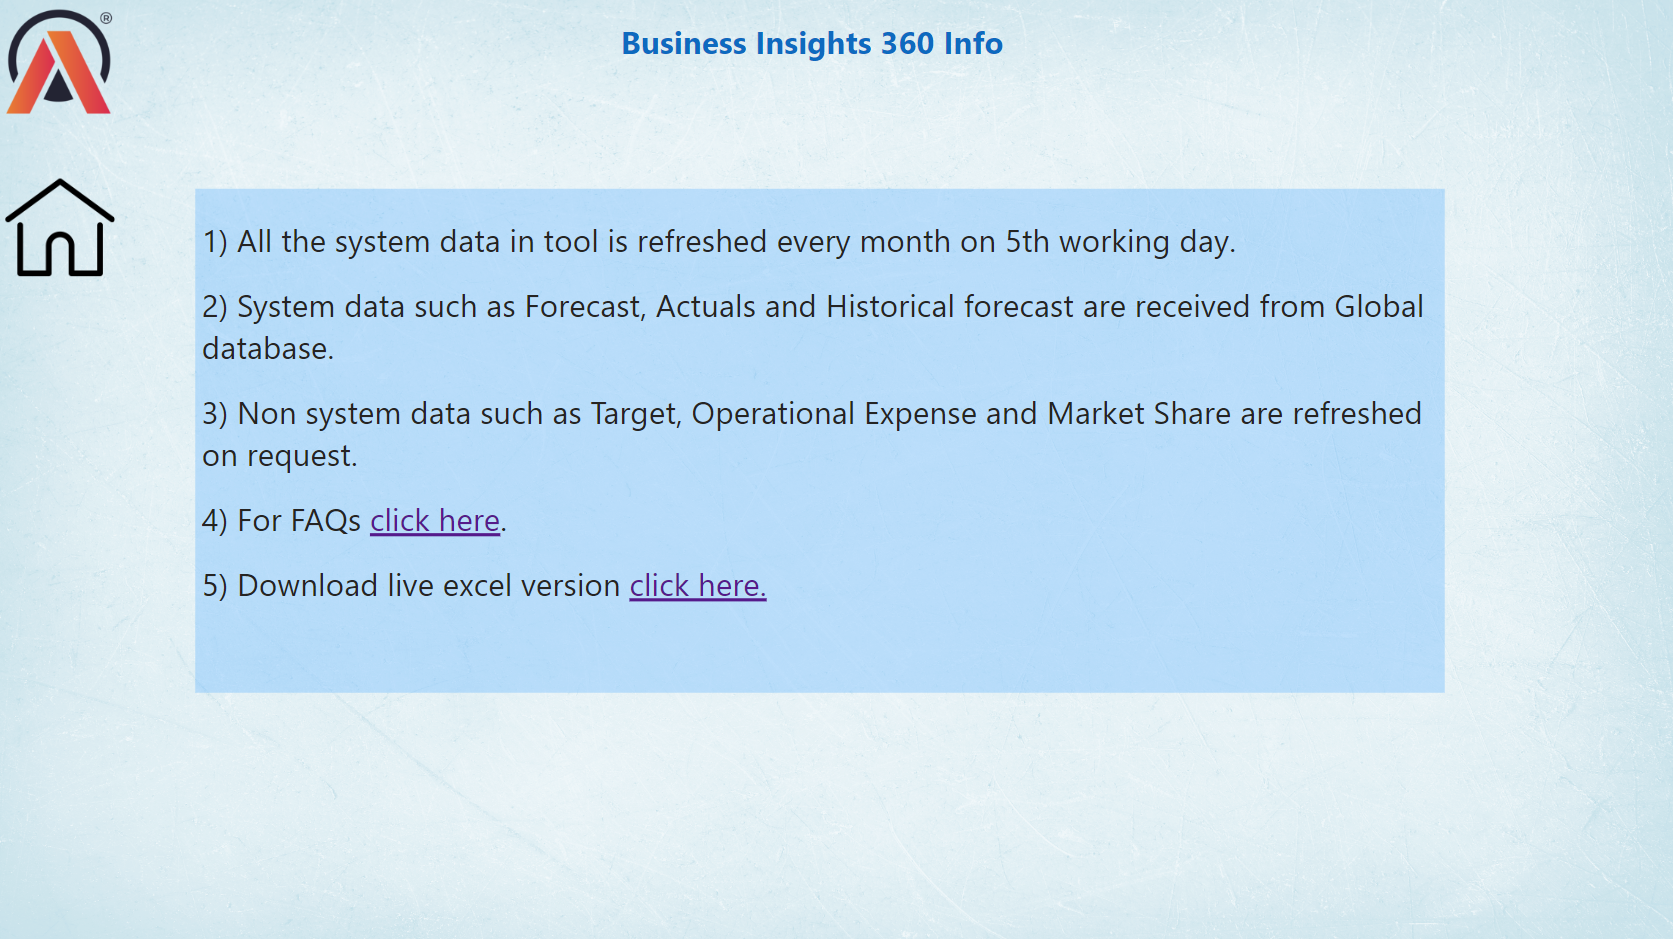 ®
Business Insights 360 Info
1) All the system data in tool is refreshed every month on 5th working day.
2) System data such as Forecast, Actuals and Historical forecast are received from Global
database.
3) Non system data such as Target, Operational Expense and Market Share are refreshed
on request.
4) For FAQs click here.
5) Download live excel version click here.